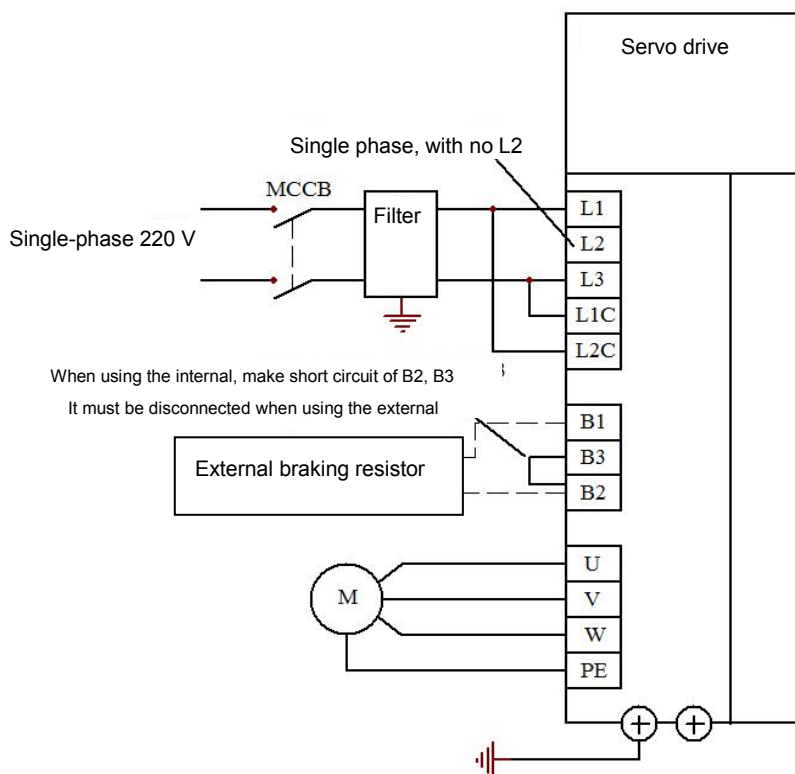 Servo drive
Single phase, with no L2
MCCB
Filter
Single-phase 220 V
L1
L2
L3
L1C
L2C
When using the internal, make short circuit of B2, B3
It must be disconnected when using the external
External braking resistor
B1
B3
B2
M
U
V
W
PE